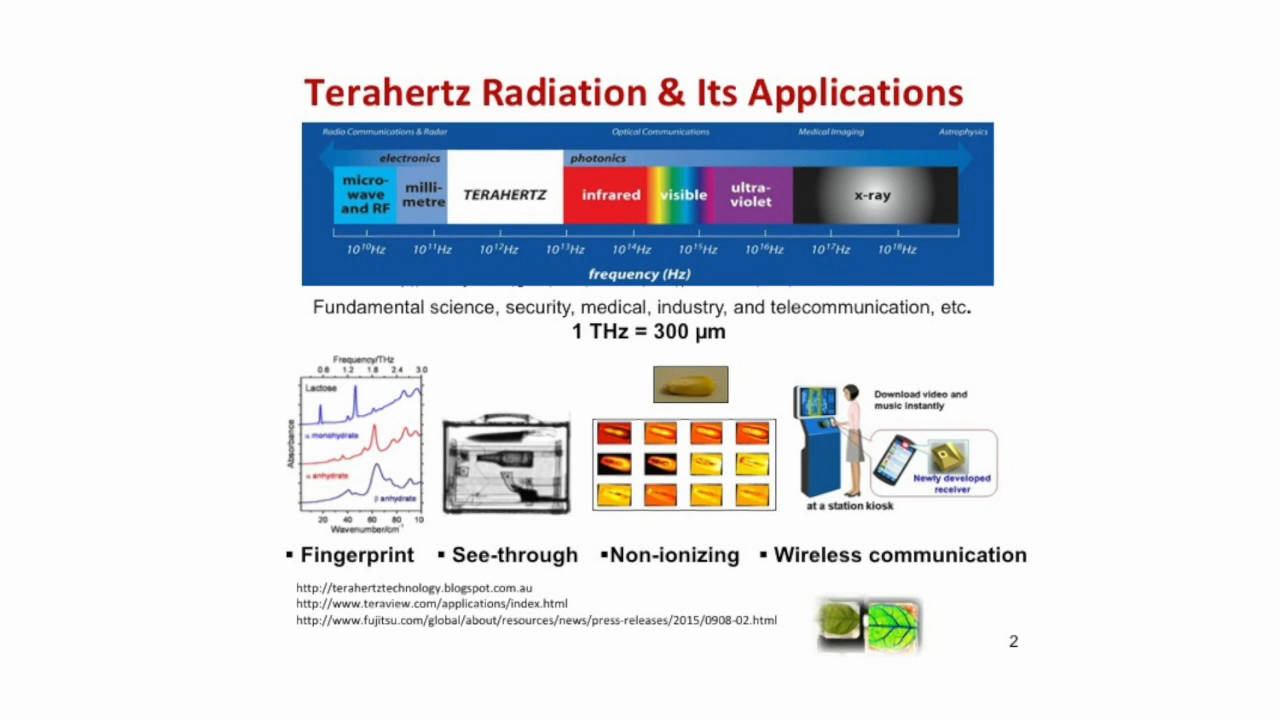 Terahertz Radiation & Its Applications
Radio Communications & Radar Optical Communications Medical Imaging Astrophysics
electronics photonics
micro-
wave
and RF
milli-
metre
TERAHERTZ
infrared
visible
ultra-
violet
x-ray
10¹⁰Hz 10¹¹Hz 10¹²Hz 10¹³Hz 10¹⁴Hz 10¹⁵Hz 10¹⁶Hz 10¹⁷Hz 10¹⁸Hz
frequency (Hz)
Fundamental science, security, medical, industry, and telecommunication, etc.
1 THz = 300 µm
Frequency/THz
0.6 1.2 1.8 2.4 3.0
Lactose
α monohydrate
α anhydrate
β anhydrate
Absorbance
20 40 60 80 10
Wavenumber/cm⁻¹
Download video and
music instantly
Newly developed
receiver
at a station kiosk
▪ Fingerprint ▪ See-through ▪Non-ionizing ▪ Wireless communication
http://terahertztechnology.blogspot.com.au
http://www.teraview.com/applications/index.html
http://www.fujitsu.com/global/about/resources/news/press-releases/2015/0908-02.html
2